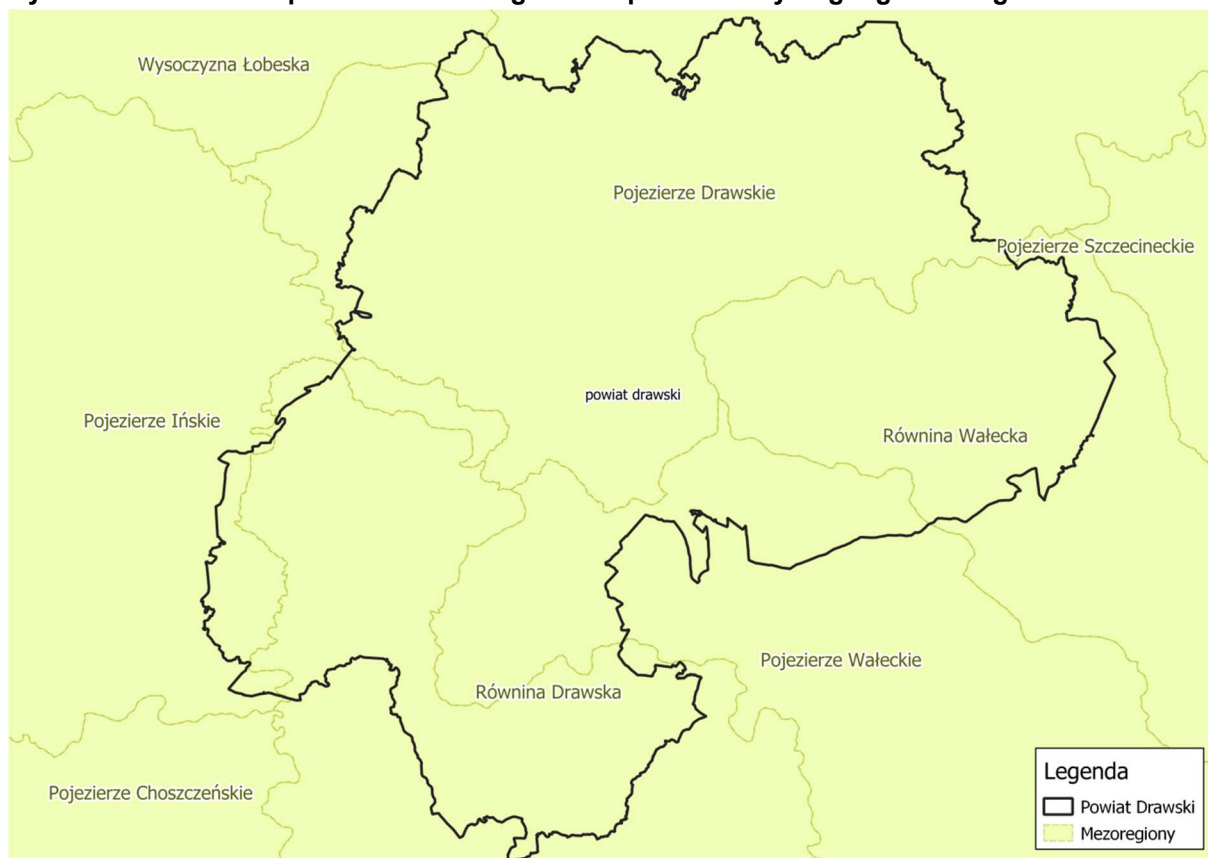 Wysoczyzna Łobeska
Pojezierze Drawskie
Pojezierze Szczecineckie
powiat drawski
Pojezierze Ińskie
Równina Wałecka
Pojezierze Wałeckie
Równina Drawska
Pojezierze Choszczeńskie
Legenda
Powiat Drawski
Mezoregiony